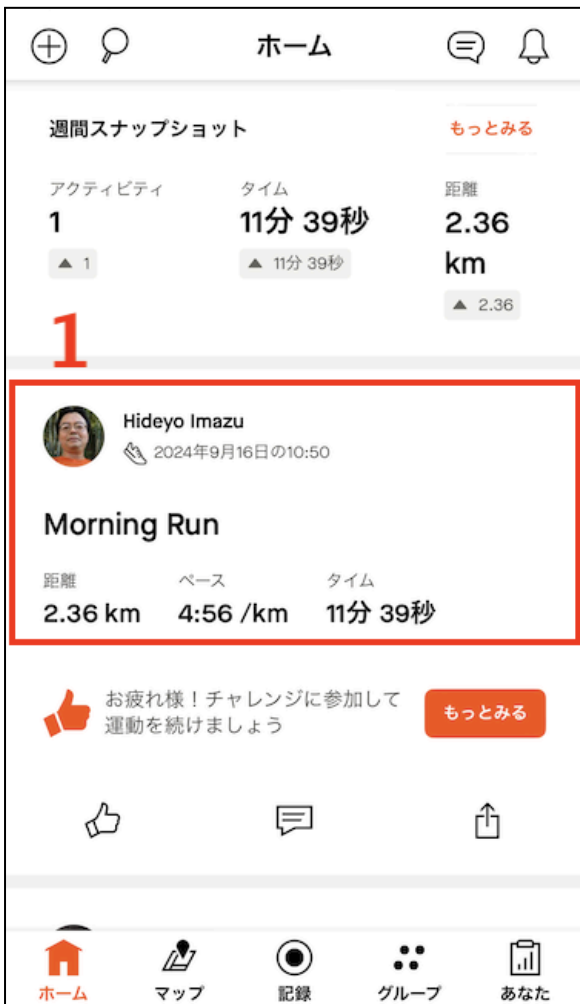 ホーム
週間スナップショット もっとみる
アクティビティ タイム 距離
1 11分 39秒 2.36 km
▲ 1 ▲ 11分 39秒 ▲ 2.36
1
Hideyo Imazu
2024年9月16日の10:50
Morning Run
距離 ペース タイム
2.36 km 4:56 /km 11分 39秒
お疲れ様！チャレンジに参加して
運動を続けましょう
もっとみる
ホーム マップ 記録 グループ あなた